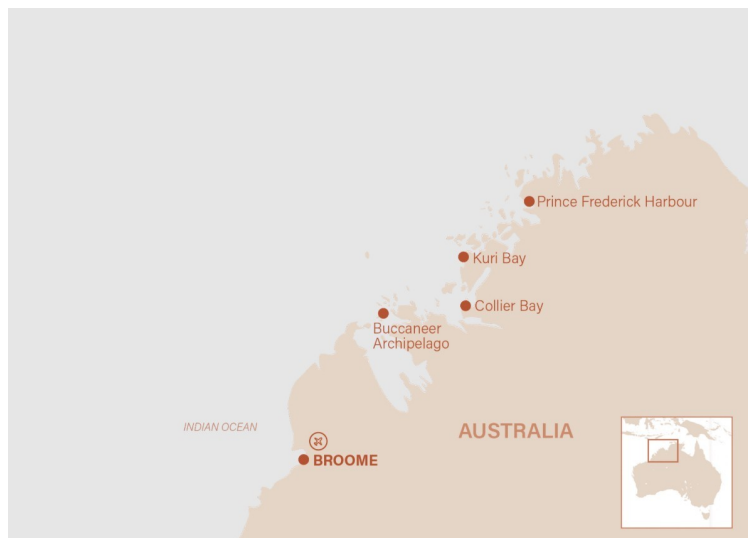 Prince Frederick Harbour
Kuri Bay
Collier Bay
Buccaneer
Archipelago
INDIAN OCEAN
AUSTRALIA
BROOME